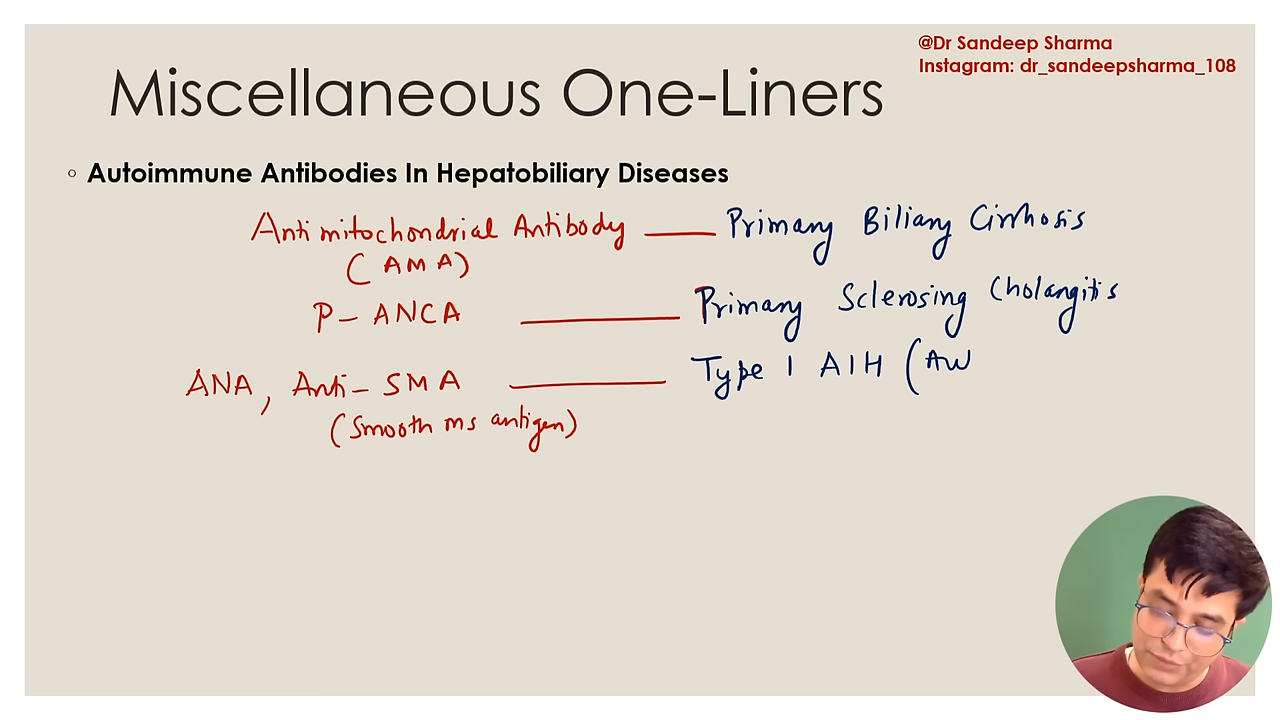 @Dr Sandeep Sharma
Instagram: dr_sandeepsharma_108
Miscellaneous One-Liners
◦ Autoimmune Antibodies In Hepatobiliary Diseases
Antimitochondrial Antibody — Primary Biliary Cirrhosis
(AMA)
P-ANCA — Primary Sclerosing Cholangitis
ANA, Anti-SMA — Type 1 AIH (AW
(Smooth ms antigen)